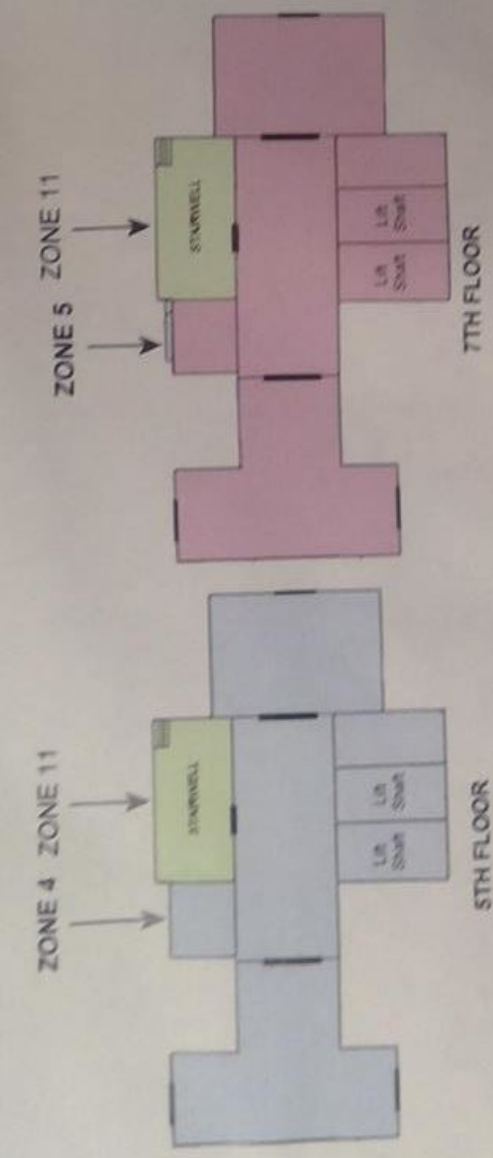 ZONE 4
ZONE 11
STAIRWELL
Lift
Shaft
Lift
Shaft
5TH FLOOR
ZONE 5
ZONE 11
STAIRWELL
Lift
Shaft
Lift
Shaft
7TH FLOOR